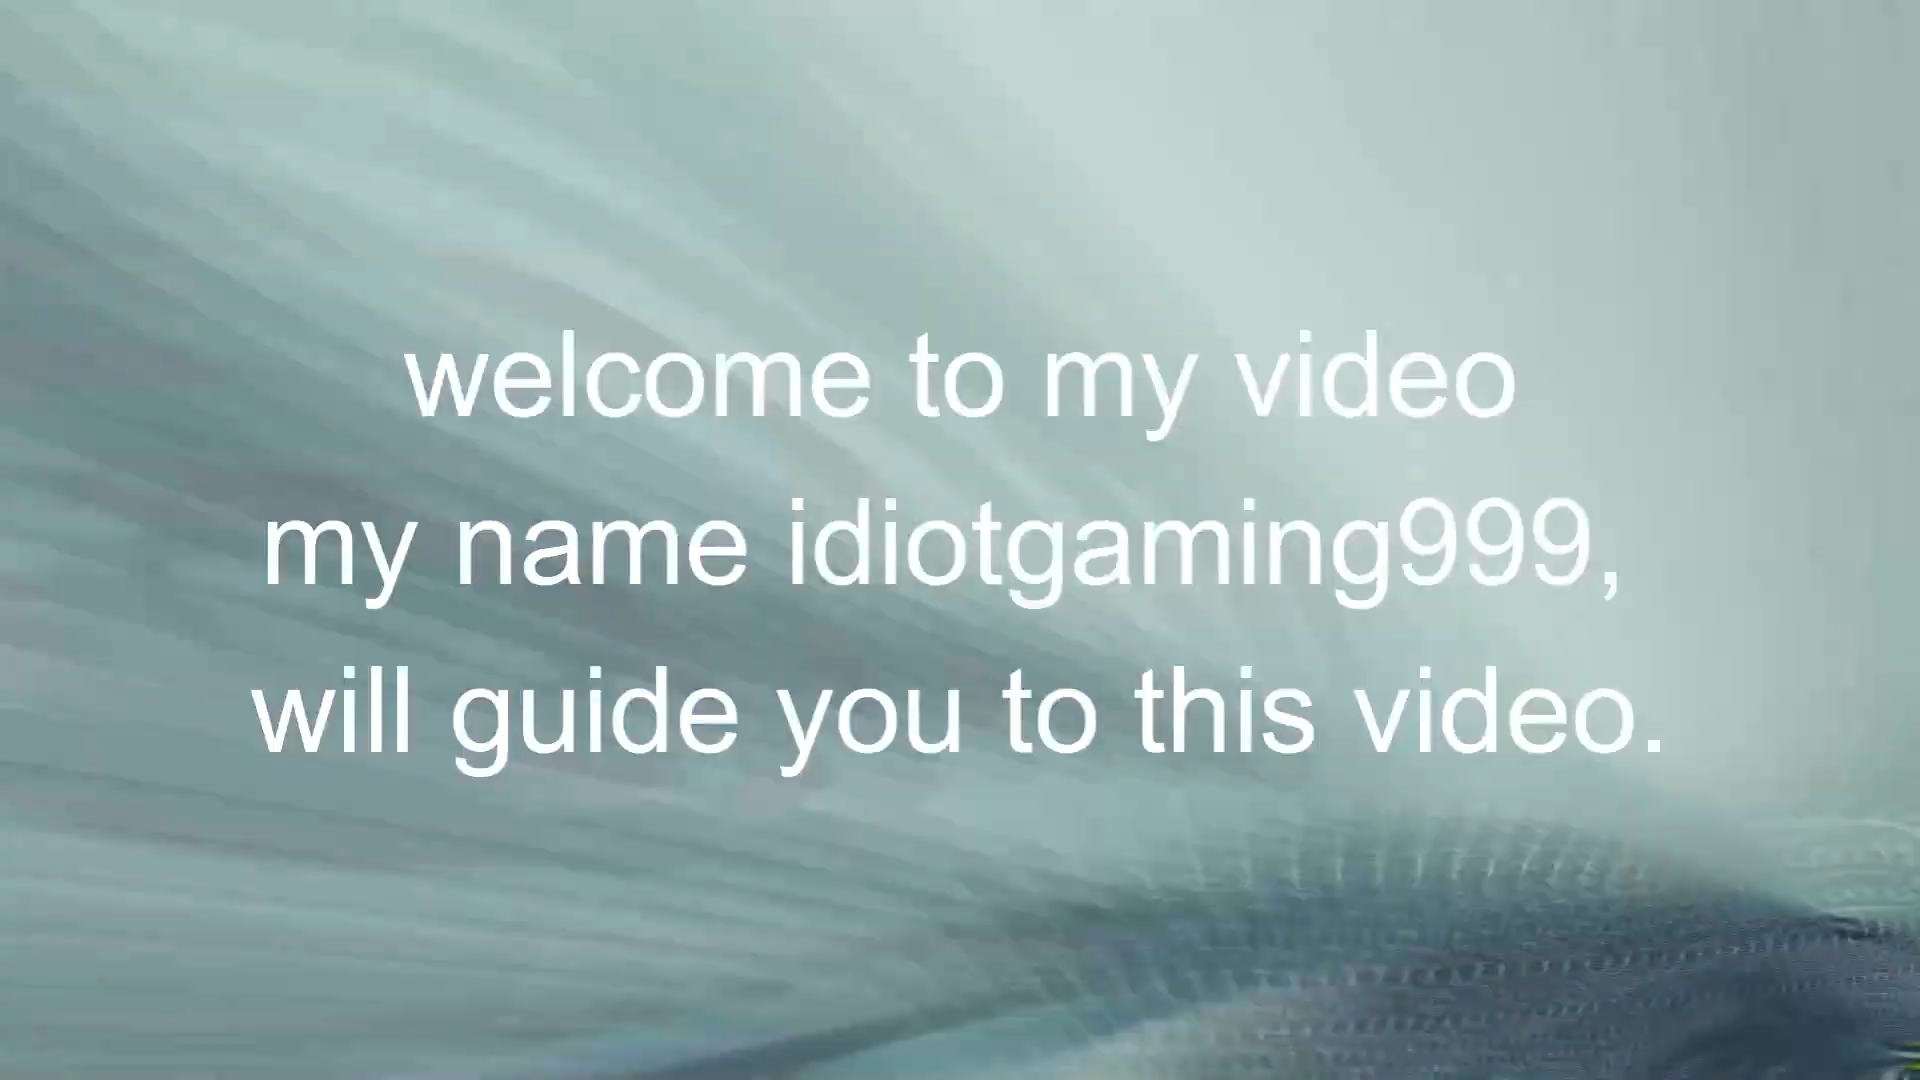 welcome to my video
my name idiotgaming999,
will guide you to this video.